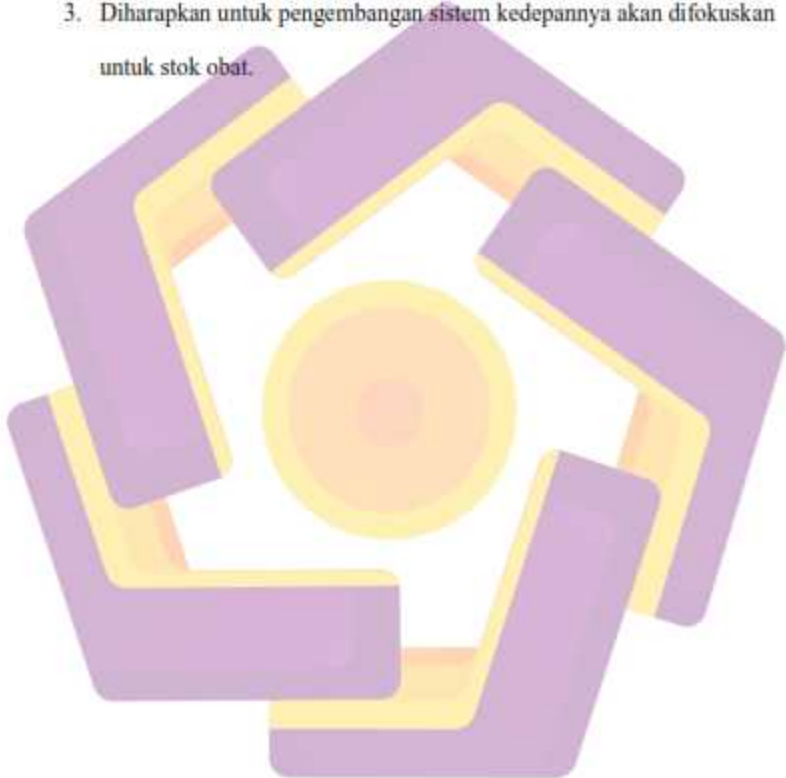 3. Diharapkan untuk pengembangan sistem kedepannya akan difokuskan
untuk stok obat.